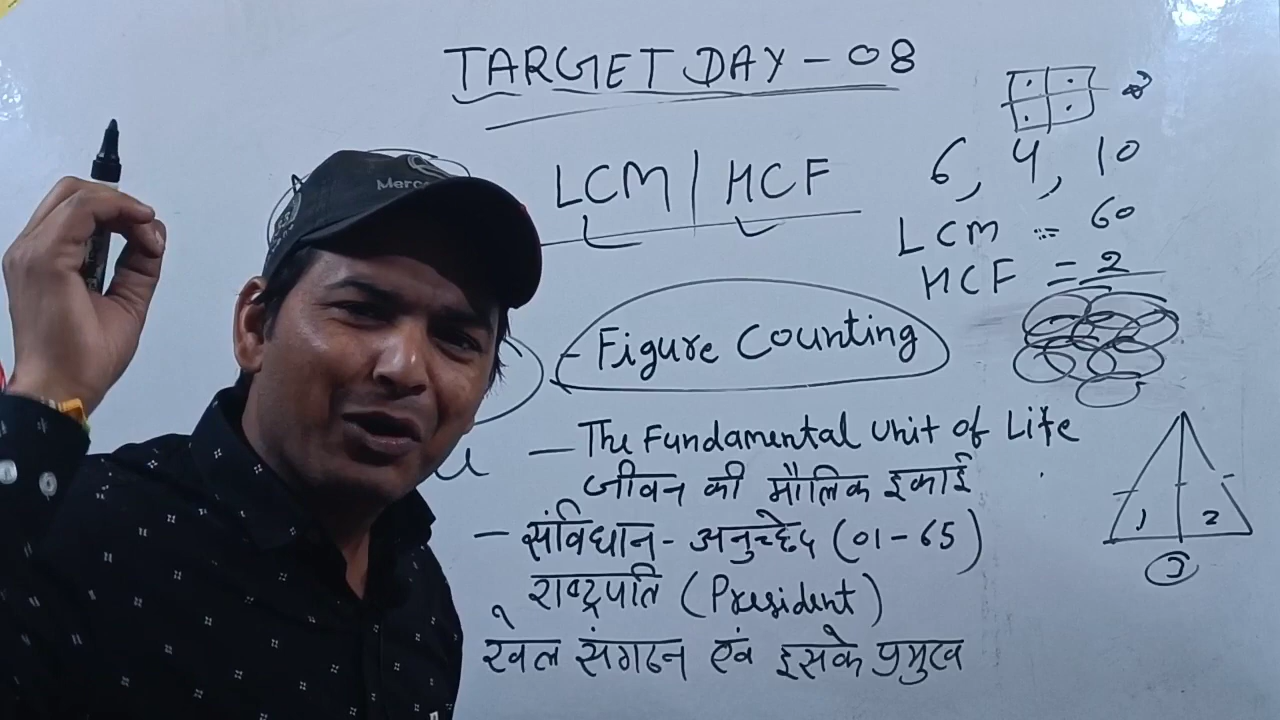 TARGET DAY - 08
LCM | HCF
6, 4, 10
LCM = 60
HCF = 2
- Figure Counting
- The Fundamental Unit of Life
जीवन की मौलिक इकाई
- संविधान - अनुच्छेद (01-65)
राष्ट्रपति (President)
खेल संगठन एवं इसके प्रमुख
1 2
3